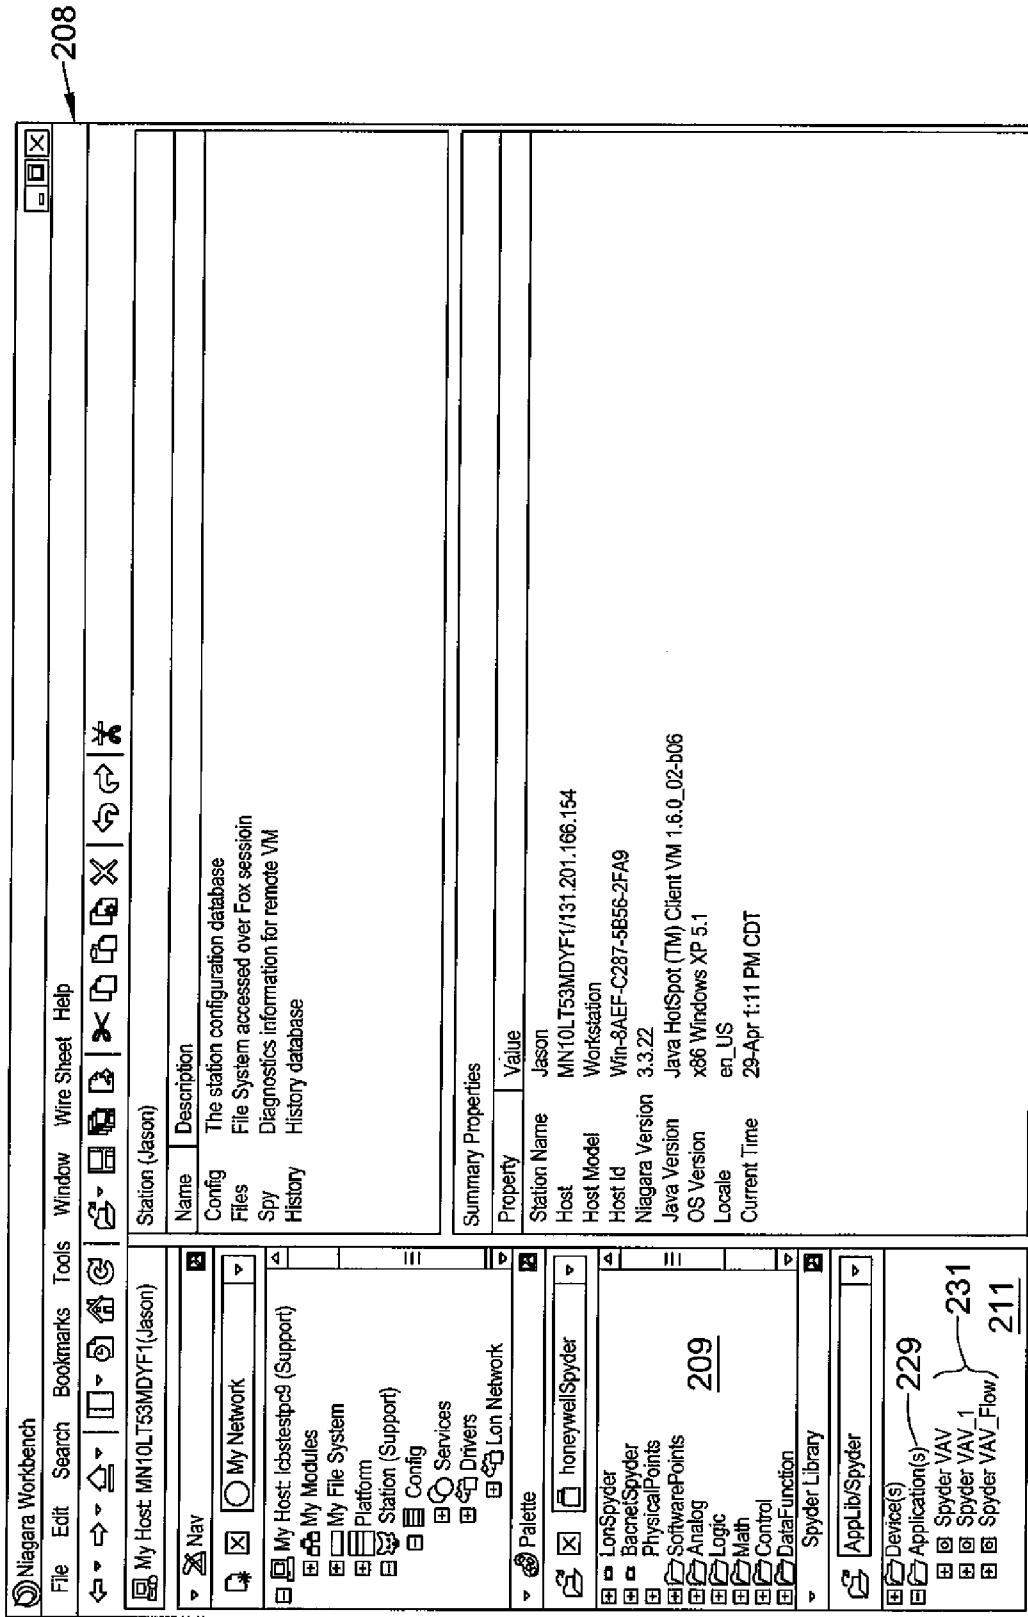 208
Niagara Workbench
File Edit Search Bookmarks Tools Window Wire Sheet Help
My Host: MN10LT53MDYF1(Jason)
Nav
My Network
My Host: Icbstestpc9 (Support)
My Modules
My File System
Platform
Station (Support)
Config
Services
Drivers
Lon Network
Palette
honeywellSpyder
LonSpyder
BacnetSpyder
PhysicalPoints
SoftwarePoints
Analog
Logic
Math
Control
DataFunction
209
Spyder Library
AppLib/Spyder
Device(s)
Application(s)
229
Spyder VAV
Spyder VAV_1
Spyder VAV_Flow
231
211
Station (Jason)
Name Description
Config The station configuration database
Files File System accessed over Fox sessioin
Spy Diagnostics information for remote VM
History History database
Summary Properties
Property Value
Station Name Jason
Host MN10LT53MDYF1/131.201.166.154
Host Model Workstation
Host Id Win-8AEF-C287-5B56-2FA9
Niagara Version 3.3.22
Java Version Java HotSpot (TM) Client VM 1.6.0_02-b06
OS Version x86 Windows XP 5.1
Locale en_US
Current Time 29-Apr 1:11 PM CDT